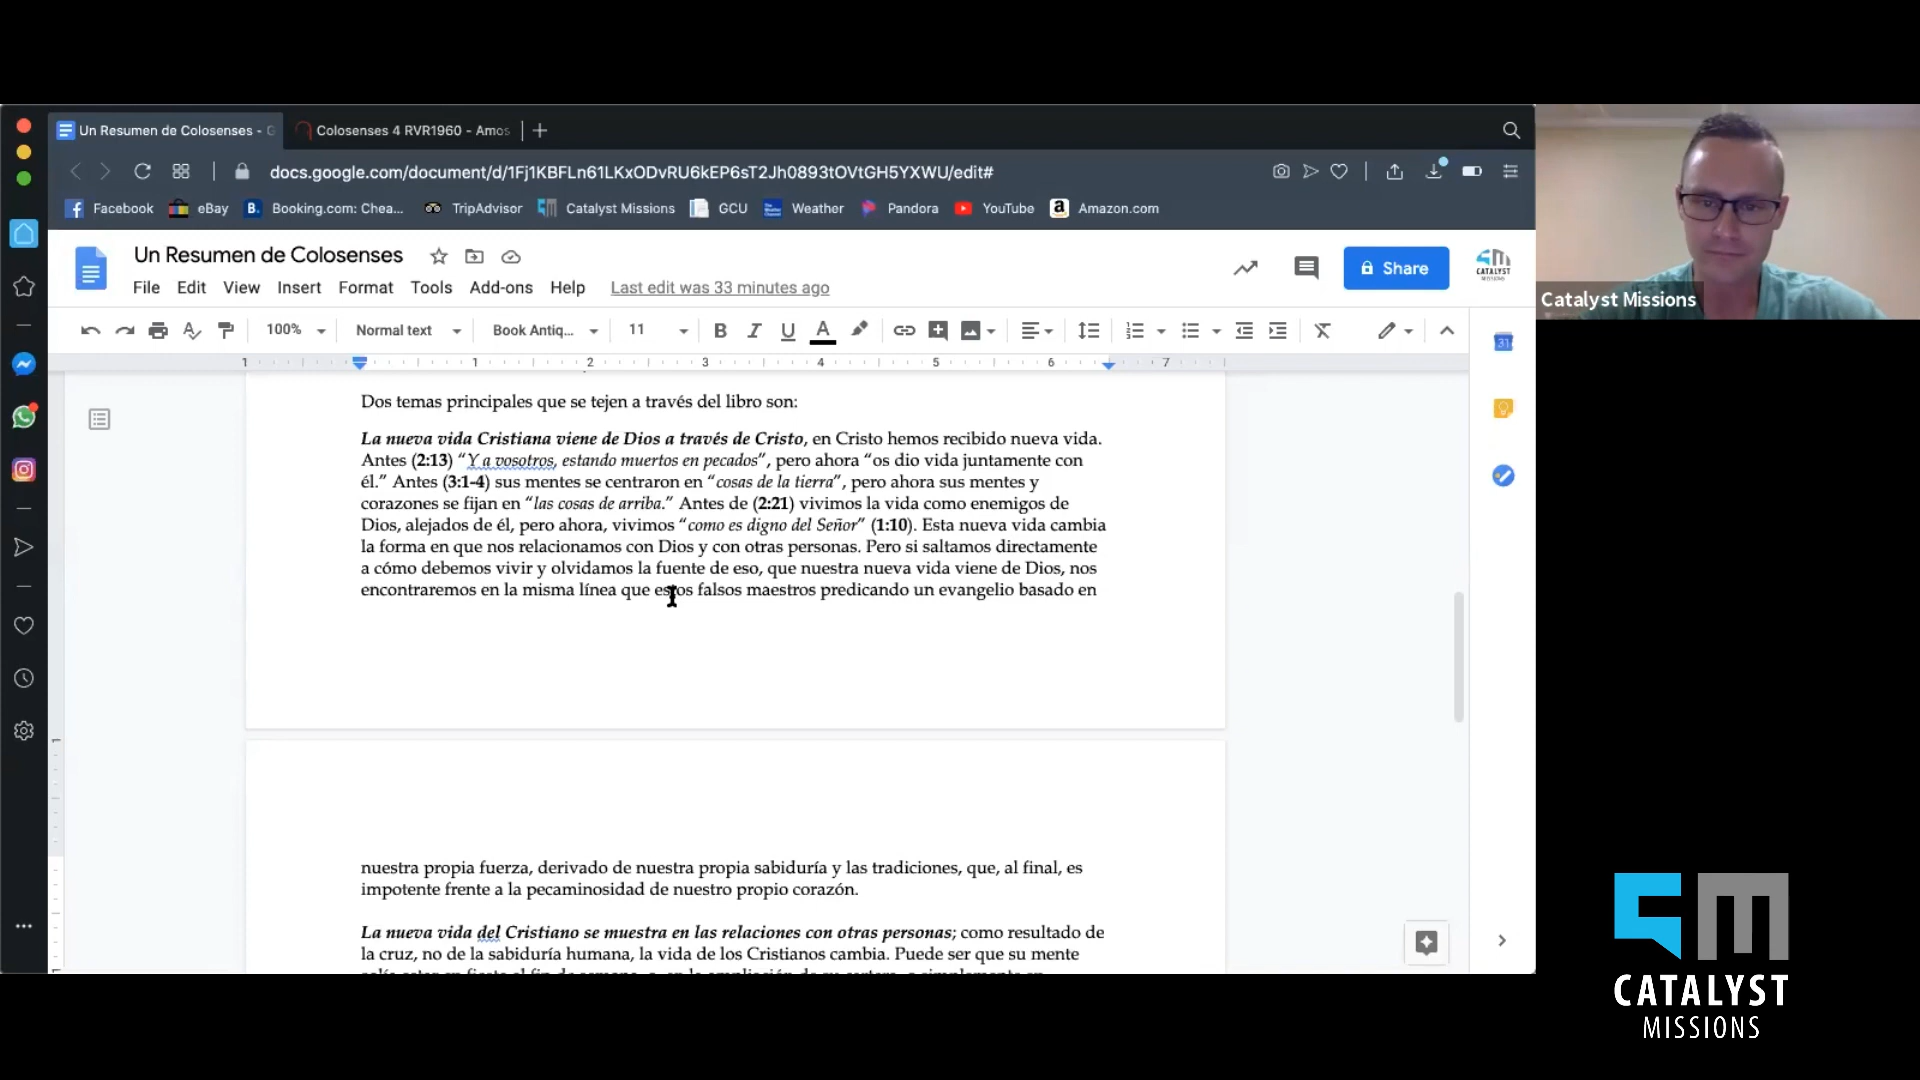 Un Resumen de Colosenses - G
Colosenses 4 RVR1960 - Amos
docs.google.com/document/d/1Fj1KBFLn61LKxODvRU6kEP6sT2Jh0893tOVtGH5YXWU/edit#
Facebook eBay Booking.com: Chea... TripAdvisor Catalyst Missions GCU Weather Pandora YouTube Amazon.com
Un Resumen de Colosenses
Share
CATALYST
MISSIONS
File Edit View Insert Format Tools Add-ons Help Last edit was 33 minutes ago
Catalyst Missions
100% Normal text Book Antiq... 11
1 1 2 3 4 5 6 7
31
Dos temas principales que se tejen a través del libro son:
La nueva vida Cristiana viene de Dios a través de Cristo, en Cristo hemos recibido nueva vida.
Antes (2:13) “Y a vosotros, estando muertos en pecados”, pero ahora “os dio vida juntamente con
él.” Antes (3:1-4) sus mentes se centraron en “cosas de la tierra”, pero ahora sus mentes y
corazones se fijan en “las cosas de arriba.” Antes de (2:21) vivimos la vida como enemigos de
Dios, alejados de él, pero ahora, vivimos “como es digno del Señor” (1:10). Esta nueva vida cambia
la forma en que nos relacionamos con Dios y con otras personas. Pero si saltamos directamente
a cómo debemos vivir y olvidamos la fuente de eso, que nuestra nueva vida viene de Dios, nos
encontraremos en la misma línea que estos falsos maestros predicando un evangelio basado en
nuestra propia fuerza, derivado de nuestra propia sabiduría y las tradiciones, que, al final, es
impotente frente a la pecaminosidad de nuestro propio corazón.
La nueva vida del Cristiano se muestra en las relaciones con otras personas; como resultado de
la cruz, no de la sabiduría humana, la vida de los Cristianos cambia. Puede ser que su mente
CATALYST
MISSIONS